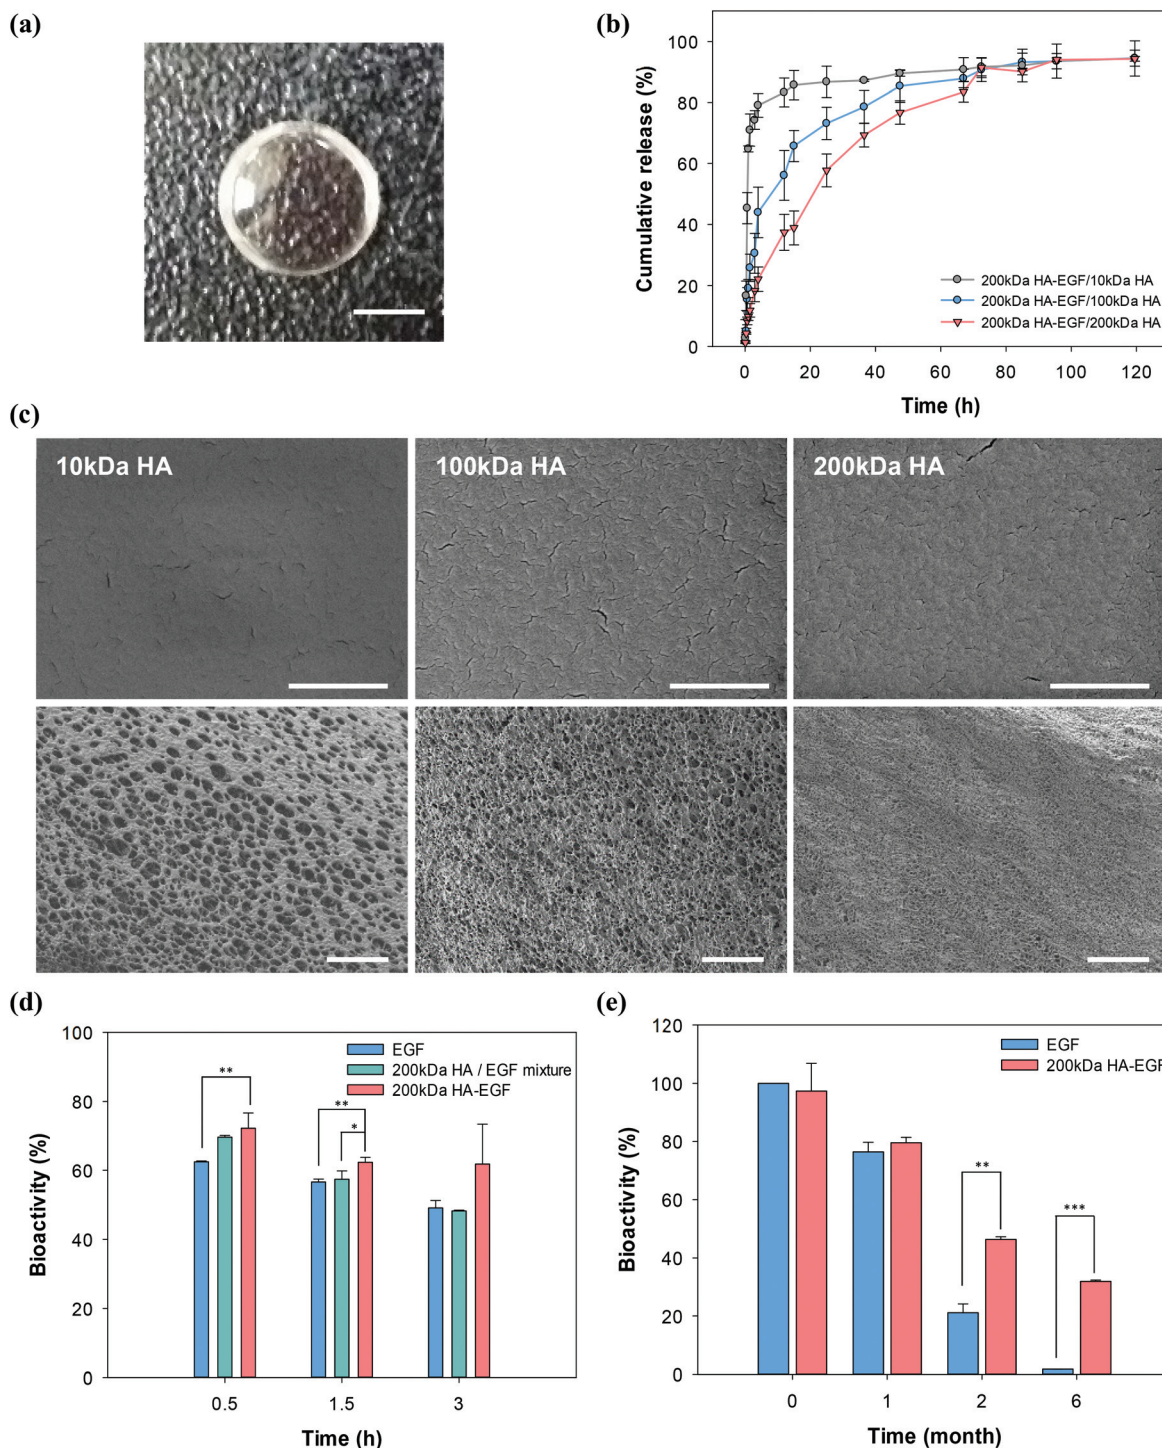 (a)
(b)
100
80
60
40
20
0
Cumulative release (%)
200kDa HA-EGF/10kDa HA
200kDa HA-EGF/100kDa HA
200kDa HA-EGF/200kDa HA
0 20 40 60 80 100 120
Time (h)
(c)
10kDa HA
100kDa HA
200kDa HA
(d)
100
80
60
40
20
0
Bioactivity (%)
EGF
200kDa HA / EGF mixture
200kDa HA-EGF
**
**
*
0.5 1.5 3
Time (h)
(e)
120
100
80
60
40
20
0
Bioactivity (%)
EGF
200kDa HA-EGF
**
***
0 1 2 6
Time (month)